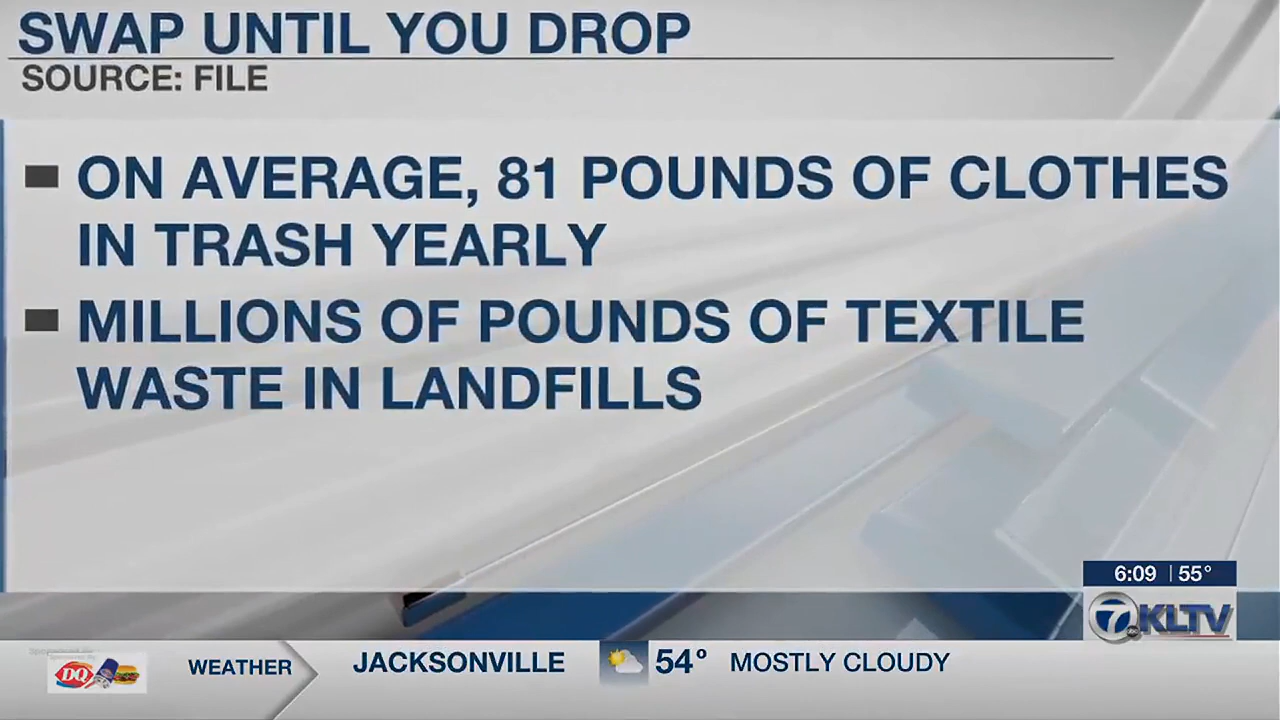 SWAP UNTIL YOU DROP
SOURCE: FILE
ON AVERAGE, 81 POUNDS OF CLOTHES
IN TRASH YEARLY
MILLIONS OF POUNDS OF TEXTILE
WASTE IN LANDFILLS
6:09 | 55°
7 abc KLTV
DQ WEATHER JACKSONVILLE 54° MOSTLY CLOUDY